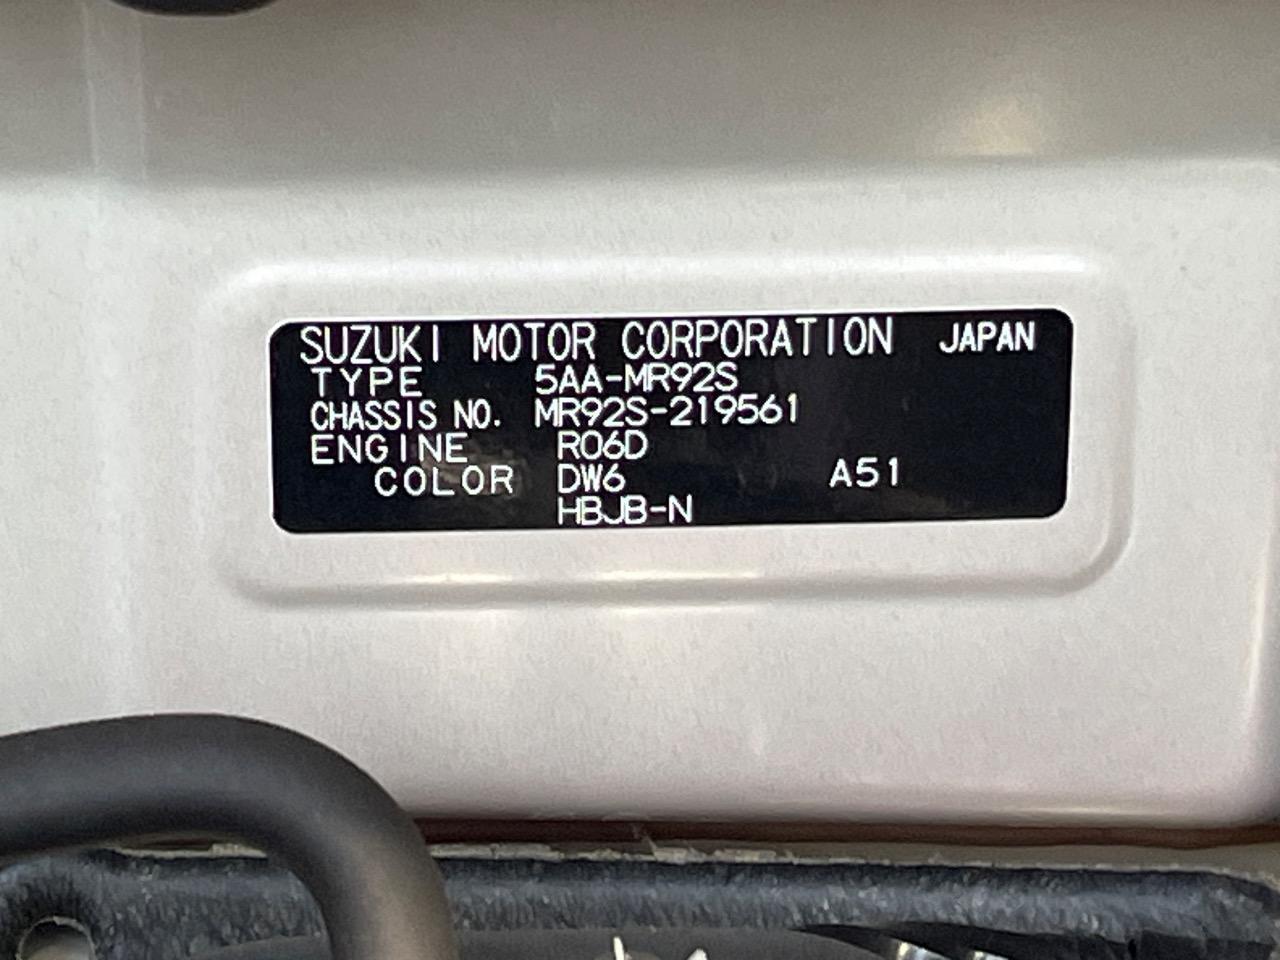 SUZUKI MOTOR CORPORATION JAPAN
TYPE 5AA-MR92S
CHASSIS NO. MR92S-219561
ENGINE R06D
COLOR DW6 A51
HBJB-N